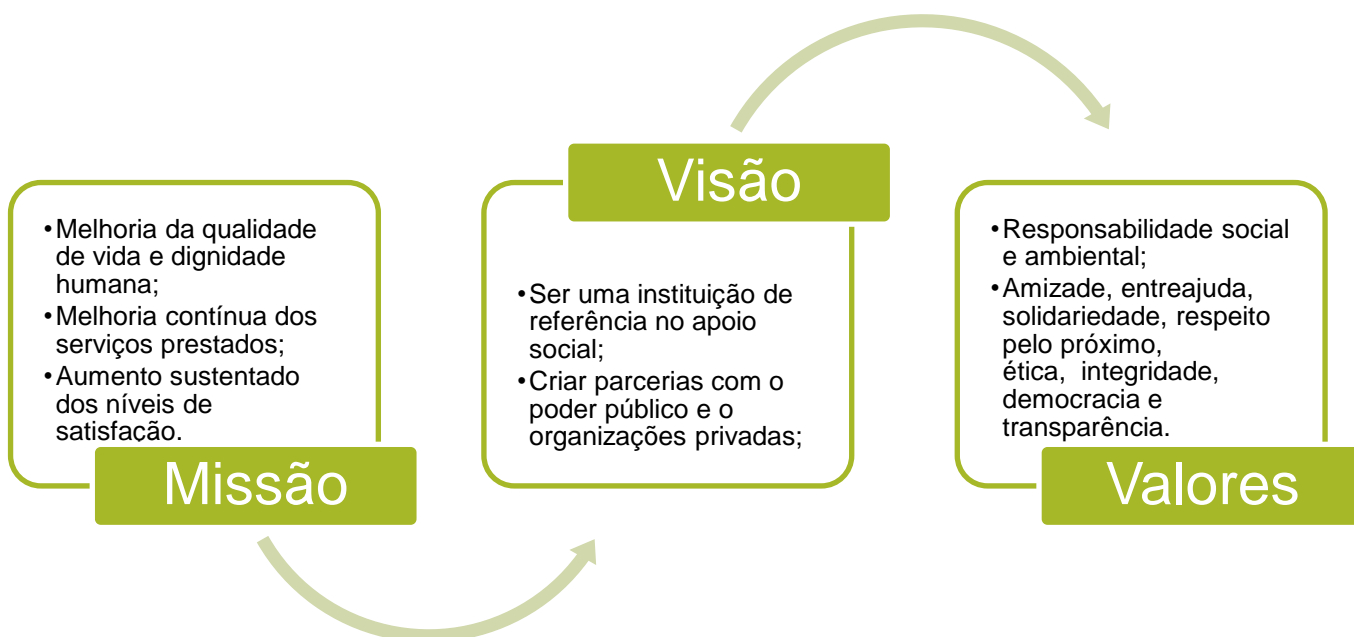 •Melhoria da qualidade
de vida e dignidade
humana;
•Melhoria contínua dos
serviços prestados;
•Aumento sustentado
dos níveis de
satisfação.
Missão
Visão
•Ser uma instituição de
referência no apoio
social;
•Criar parcerias com o
poder público e o
organizações privadas;
•Responsabilidade social
e ambiental;
•Amizade, entreajuda,
solidariedade, respeito
pelo próximo,
ética, integridade,
democracia e
transparência.
Valores